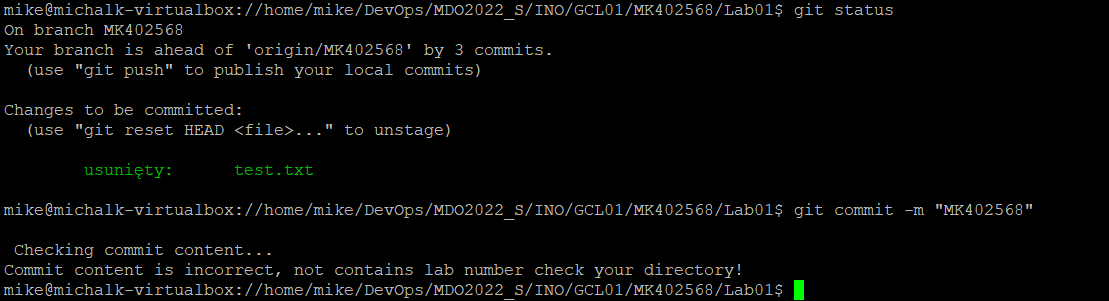 mike@michalk-virtualbox://home/mike/DevOps/MDO2022_S/INO/GCL01/MK402568/Lab01$ git status
On branch MK402568
Your branch is ahead of 'origin/MK402568' by 3 commits.
  (use "git push" to publish your local commits)

Changes to be committed:
  (use "git reset HEAD <file>..." to unstage)

        usunięty:      test.txt

mike@michalk-virtualbox://home/mike/DevOps/MDO2022_S/INO/GCL01/MK402568/Lab01$ git commit -m "MK402568"

 Checking commit content...
Commit content is incorrect, not contains lab number check your directory!
mike@michalk-virtualbox://home/mike/DevOps/MDO2022_S/INO/GCL01/MK402568/Lab01$